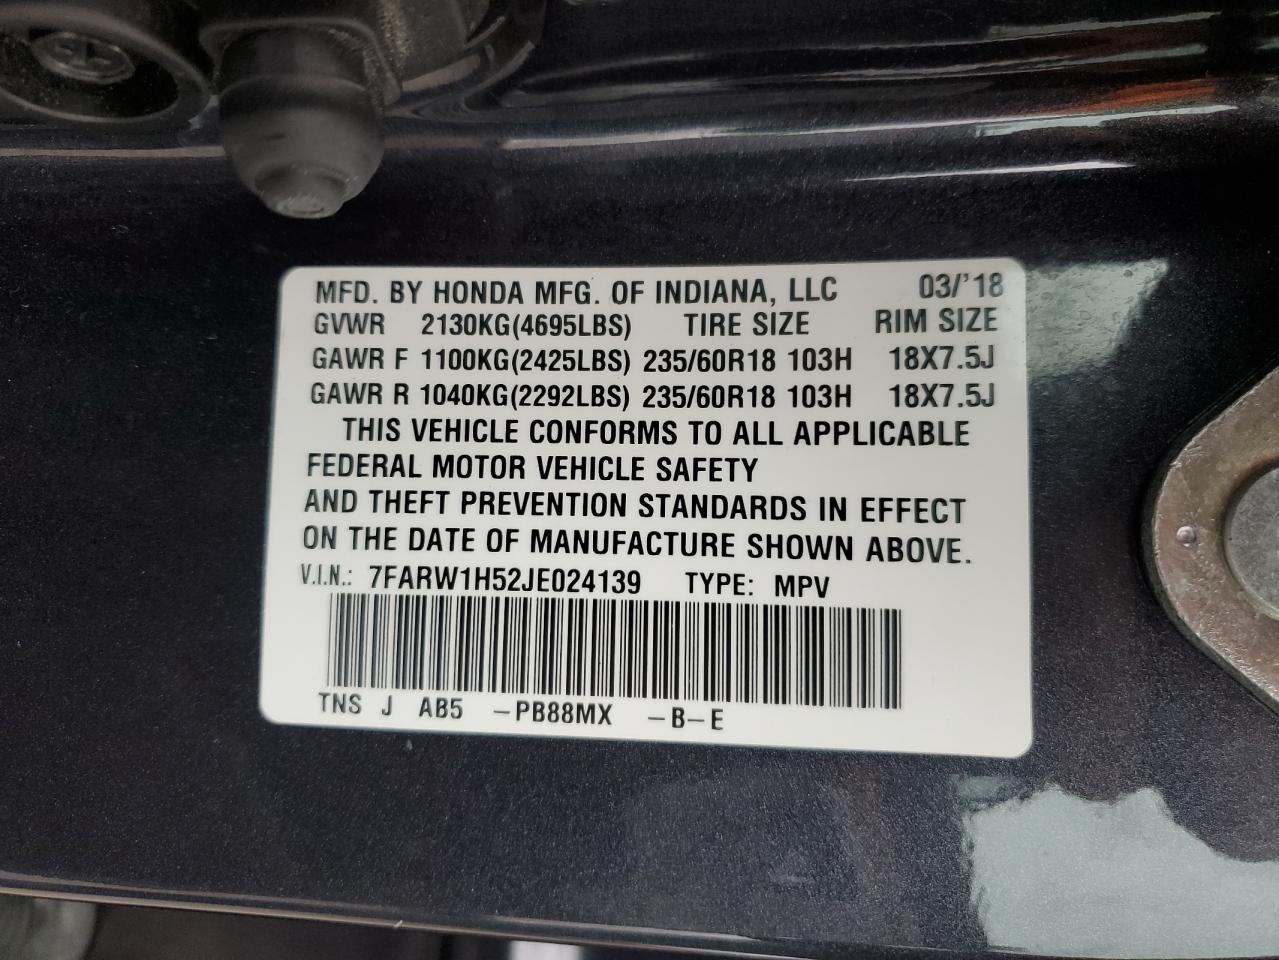 MFD. BY HONDA MFG. OF INDIANA, LLC 03/'18
GVWR 2130KG(4695LBS) TIRE SIZE RIM SIZE
GAWR F 1100KG(2425LBS) 235/60R18 103H 18X7.5J
GAWR R 1040KG(2292LBS) 235/60R18 103H 18X7.5J
THIS VEHICLE CONFORMS TO ALL APPLICABLE
FEDERAL MOTOR VEHICLE SAFETY
AND THEFT PREVENTION STANDARDS IN EFFECT
ON THE DATE OF MANUFACTURE SHOWN ABOVE.
V.I.N.: 7FARW1H52JE024139 TYPE: MPV
TNS J AB5 -PB88MX -B-E